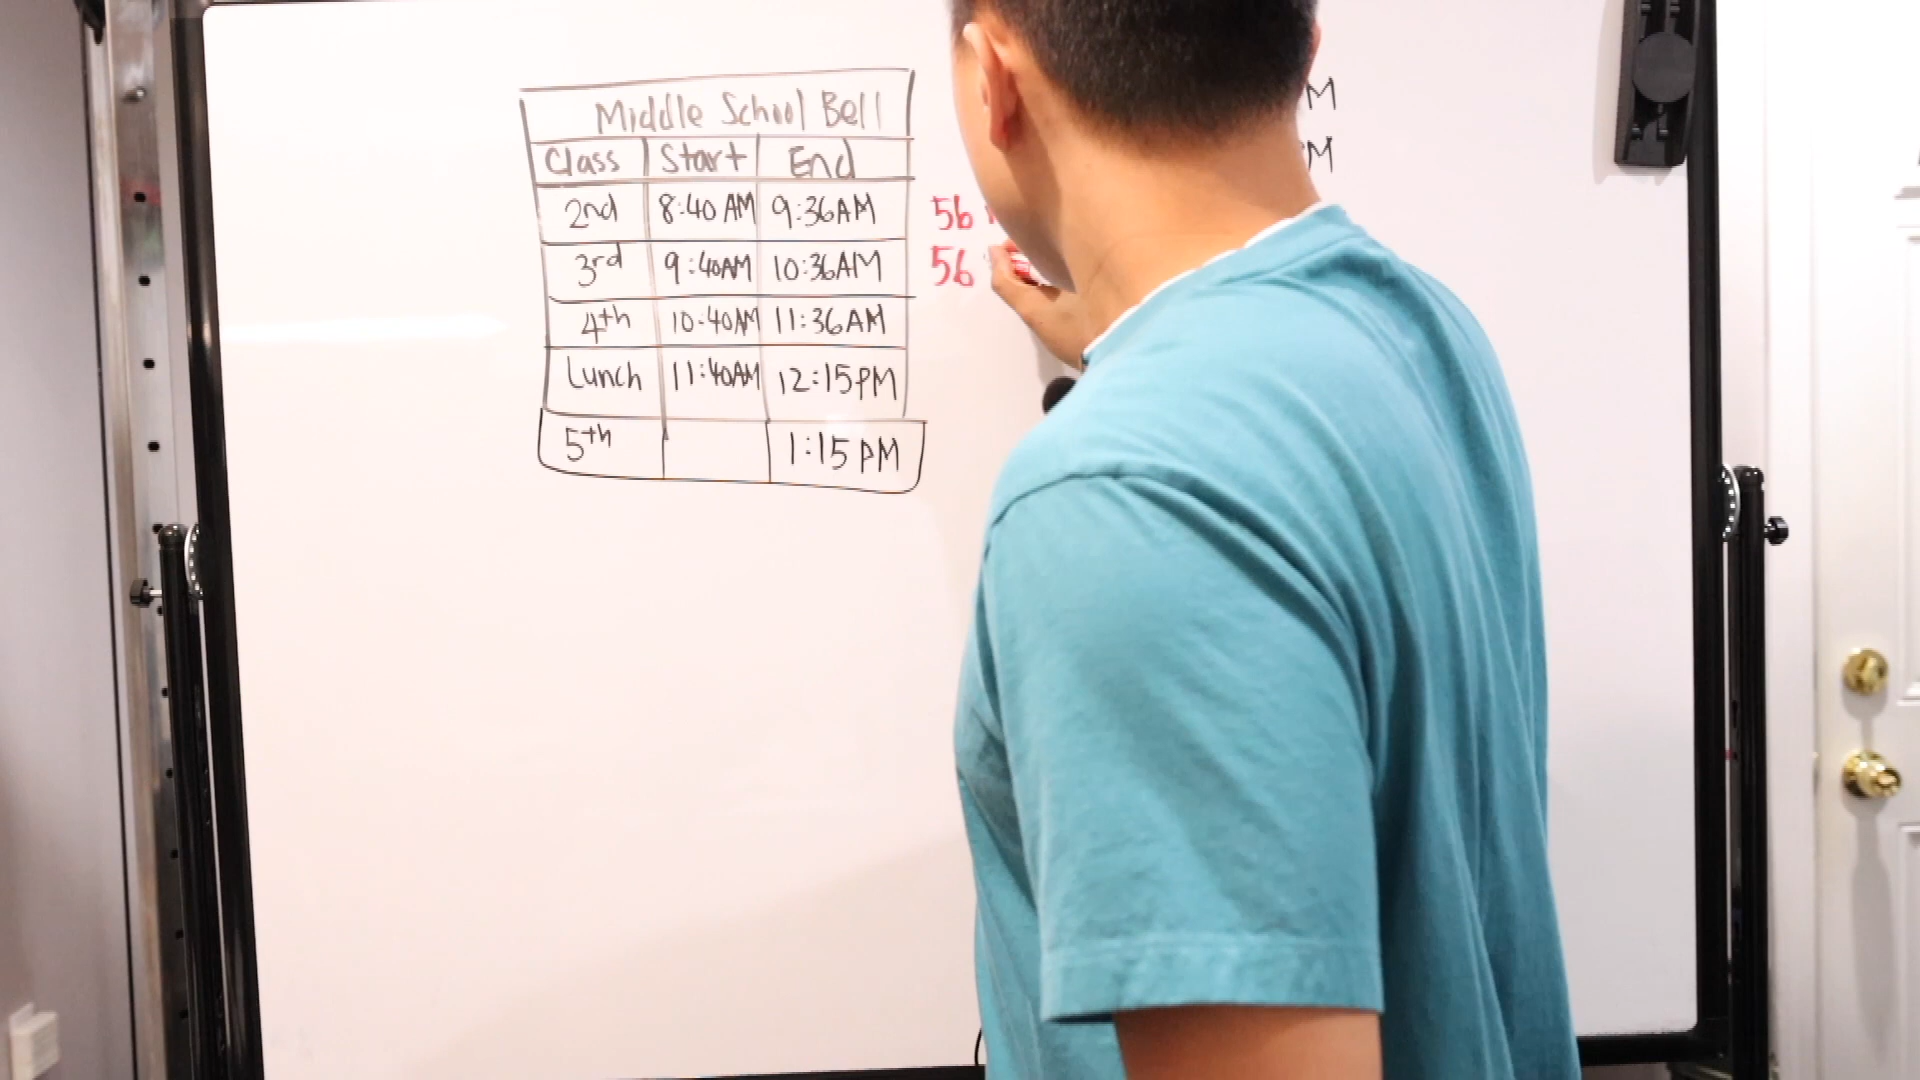 Middle School Bell
Class Start End
2nd 8:40 AM 9:36AM 56
3rd 9:40AM 10:36AM 56
4th 10:40AM 11:36AM
Lunch 11:40AM 12:15PM
5th 1:15 PM
M
M